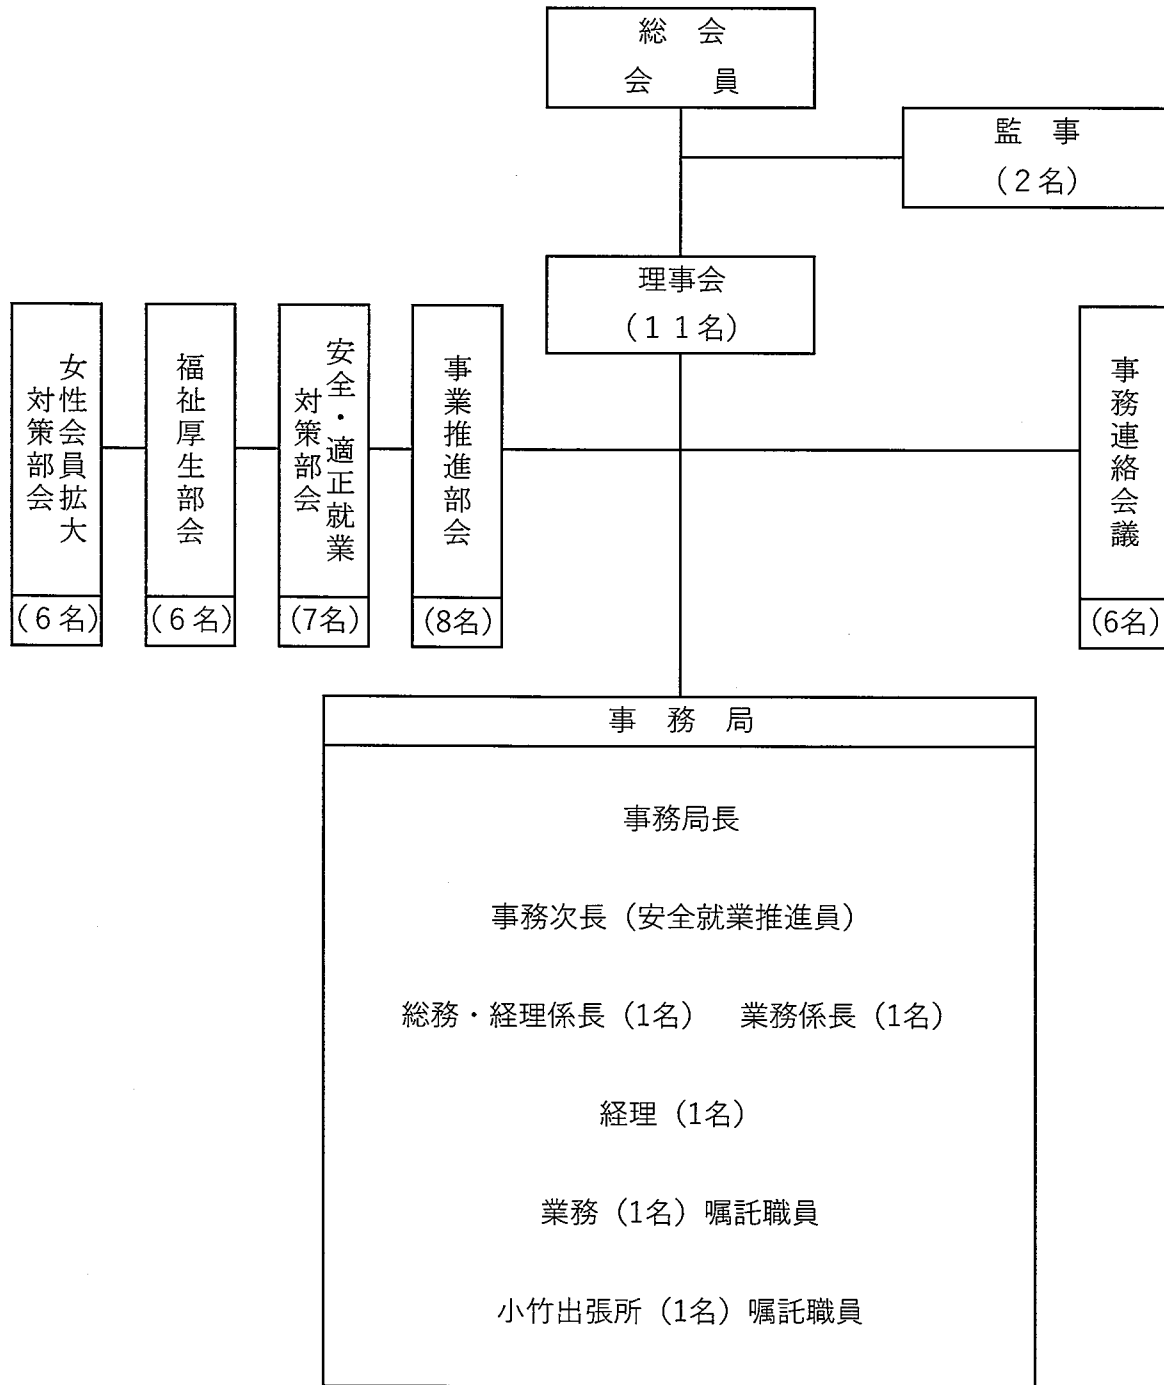 総　会
会　　員
監　事
（２名）
理事会
（１１名）
女性会員拡大
対策部会
（６名）
福祉厚生部会
（６名）
安全・適正就業
対策部会
（7名）
事業推進部会
（8名）
事務連絡会議
（6名）
事　務　局
事務局長
事務次長（安全就業推進員）
総務・経理係長（1名）　業務係長（1名）
経理（1名）
業務（1名）嘱託職員
小竹出張所（1名）嘱託職員